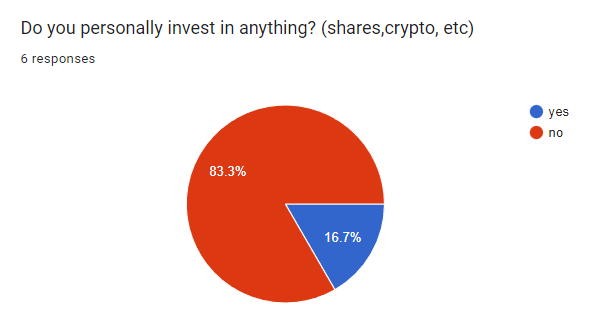 Do you personally invest in anything? (shares,crypto, etc)
6 responses
yes
no
83.3%
16.7%